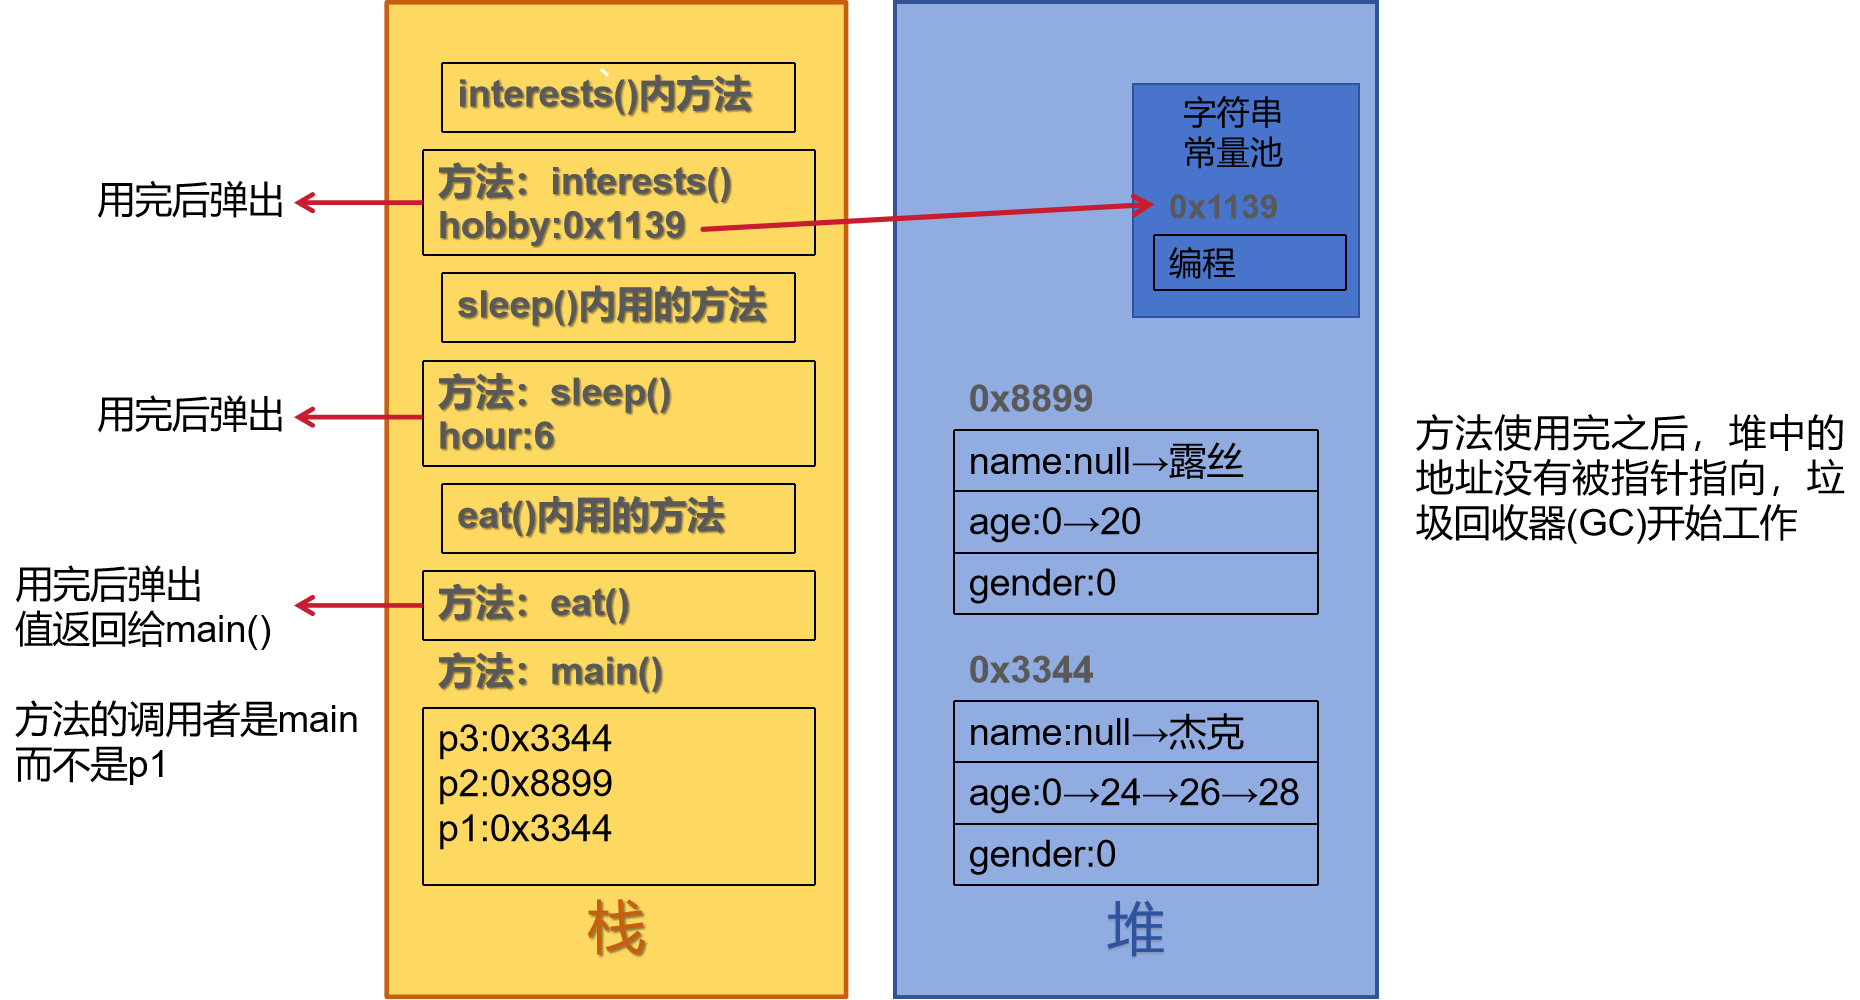 interests()内方法
方法：interests()
hobby:0x1139
用完后弹出
sleep()内用的方法
方法：sleep()
hour:6
用完后弹出
eat()内用的方法
方法：eat()
用完后弹出
值返回给main()
方法：main()
方法的调用者是main
而不是p1
p3:0x3344
p2:0x8899
p1:0x3344
栈
字符串
常量池
0x1139
编程
0x8899
name:null→露丝
age:0→20
gender:0
0x3344
name:null→杰克
age:0→24→26→28
gender:0
堆
方法使用完之后，堆中的
地址没有被指针指向，垃
圾回收器(GC)开始工作